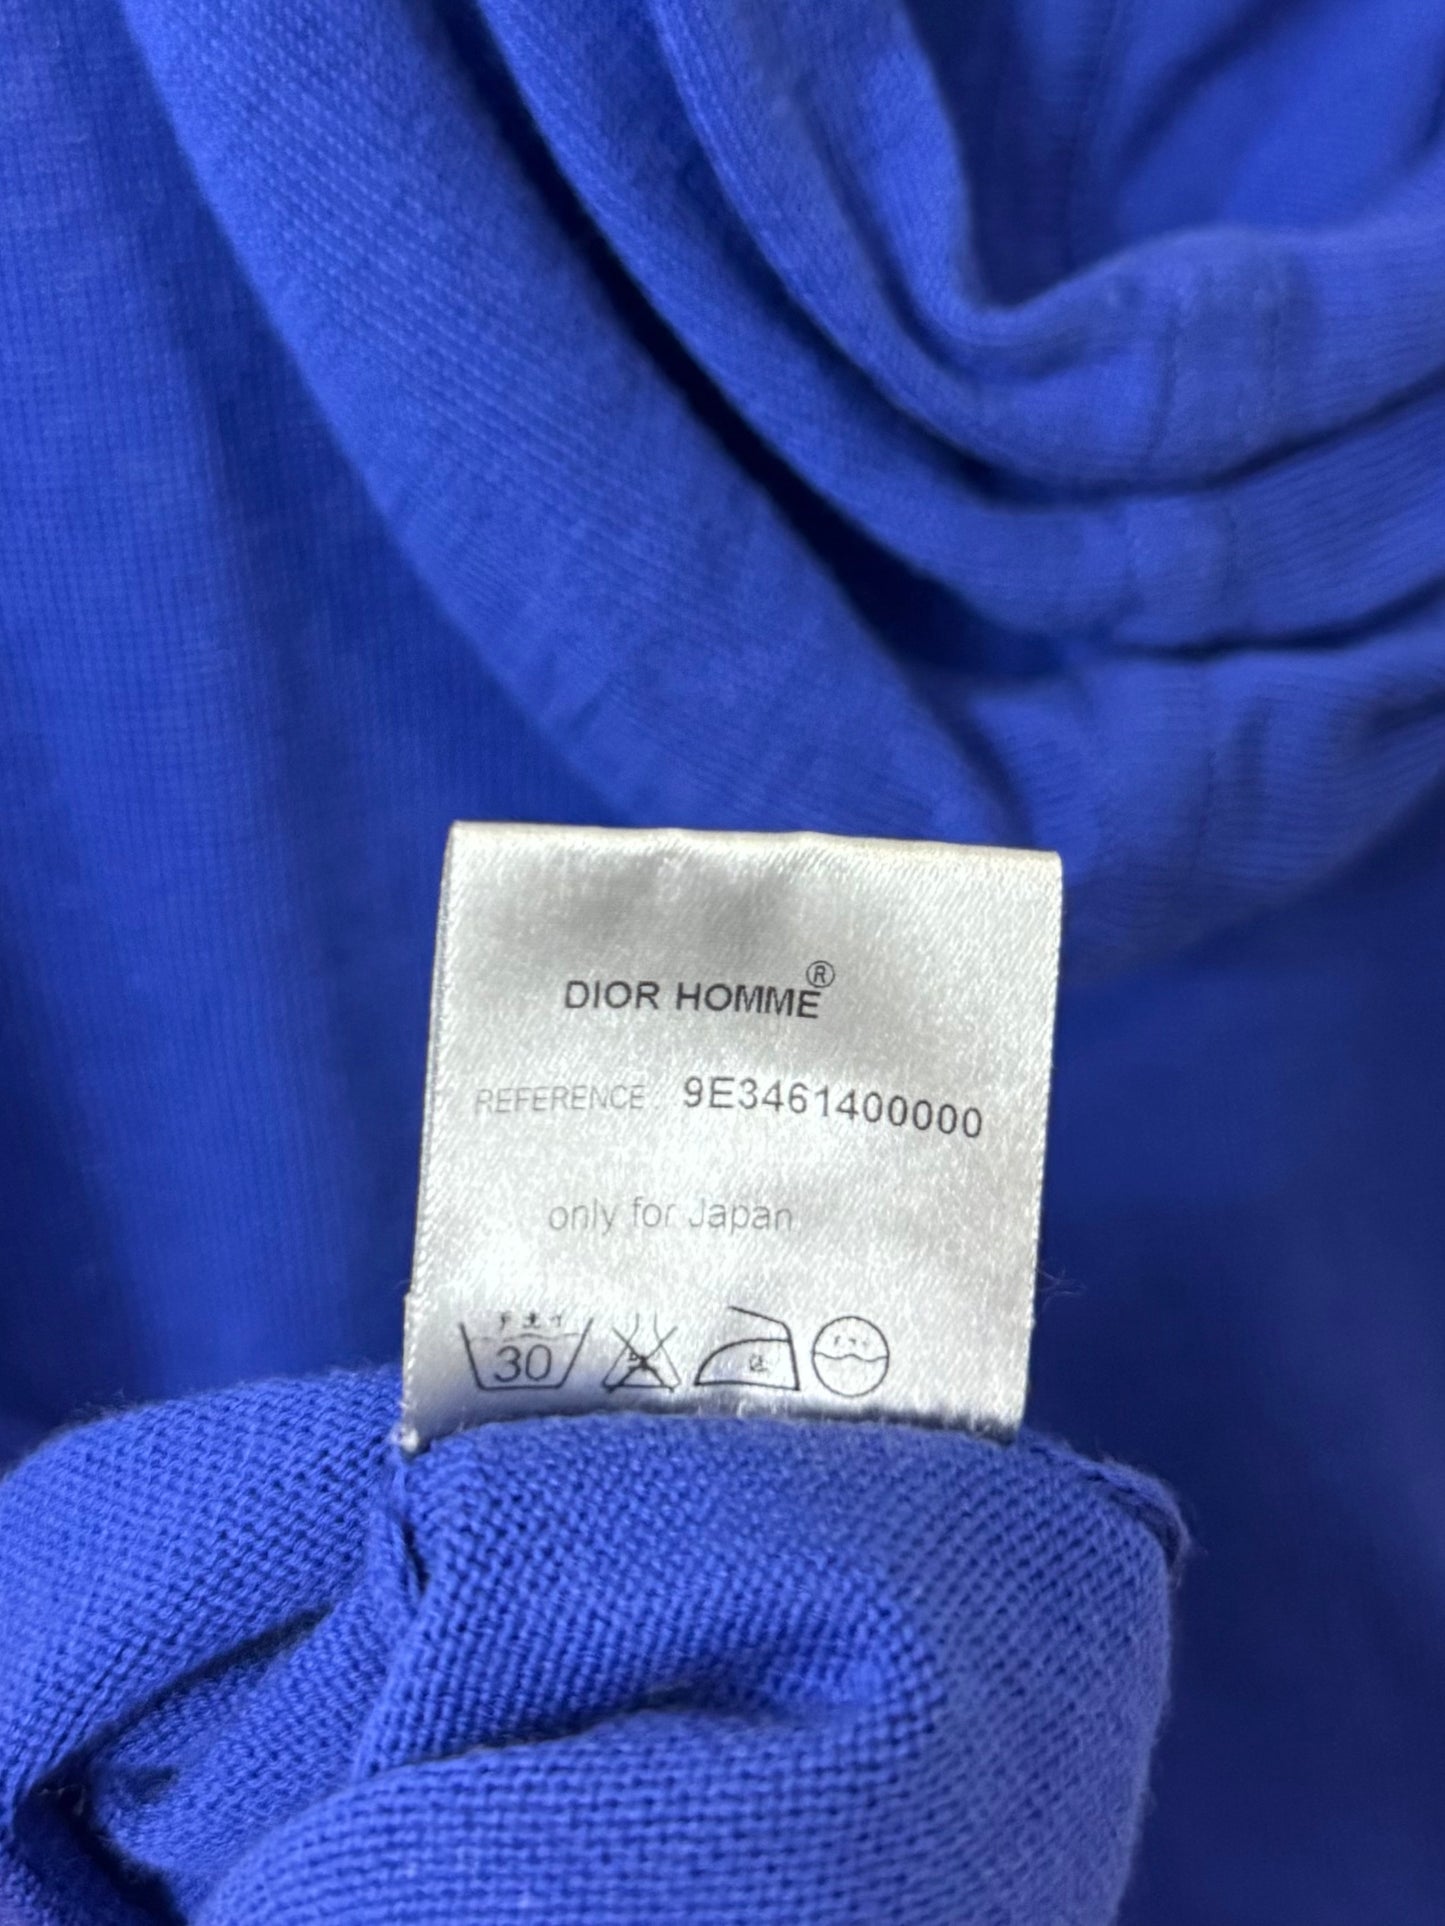 DIOR HOMME®
REFERENCE: 9E3461400000
only for Japan
30